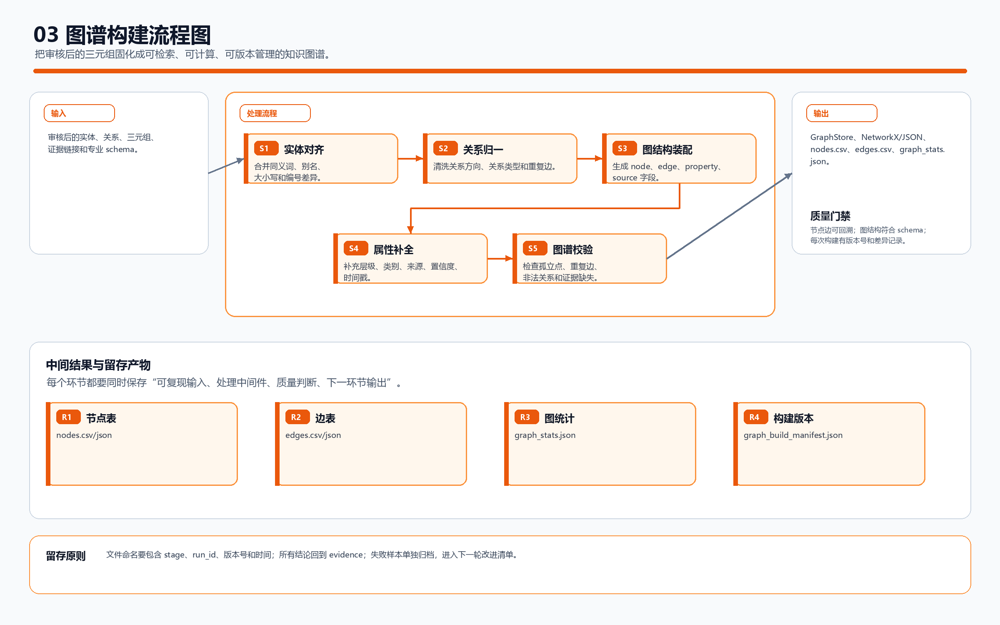 03 图谱构建流程图
把审核后的三元组固化成可检索、可计算、可版本管理的知识图谱。
输入
审核后的实体、关系、三元组、
证据链接和专业 schema。
处理流程
S1 实体对齐
合并同义词、别名、
大小写和编号差异。
S2 关系归一
清洗关系方向、关系类型和重复边。
S3 图结构装配
生成 node、edge、property、
source 字段。
S4 属性补全
补充层级、类别、来源、置信度、
时间戳。
S5 图谱校验
检查孤立点、重复边、
非法关系和证据缺失。
输出
GraphStore、NetworkX/JSON、
nodes.csv、edges.csv、graph_stats.
json。
质量门禁
节点边可回溯；图结构符合 schema；
每次构建有版本号和差异记录。
中间结果与留存产物
每个环节都要同时保存“可复现输入、处理中间件、质量判断、下一环节输出”。
R1 节点表
nodes.csv/json
R2 边表
edges.csv/json
R3 图统计
graph_stats.json
R4 构建版本
graph_build_manifest.json
留存原则
文件命名要包含 stage、run_id、版本号和时间；所有结论回到 evidence；失败样本单独归档，进入下一轮改进清单。